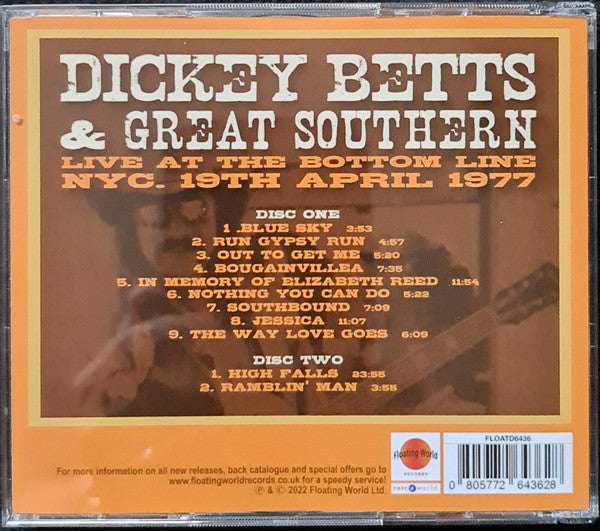 DICKEY BETTS
& GREAT SOUTHERN
LIVE AT THE BOTTOM LINE
NYC. 19TH APRIL 1977
DISC ONE
1 .BLUE SKY 3:53
2. RUN GYPSY RUN 4:57
3. OUT TO GET ME 5:20
4. BOUGAINVILLEA 7:35
5. IN MEMORY OF ELIZABETH REED 11:54
6. NOTHING YOU CAN DO 5:22
7. SOUTHBOUND 7:09
8. JESSICA 11:07
9. THE WAY LOVE GOES 6:09
DISC TWO
1. HIGH FALLS 23:55
2. RAMBLIN' MAN 3:55
For more information on all new releases, back catalogue and special offers go to
www.floatingworldrecords.co.uk for a speedy service!
℗ & © 2022 Floating World Ltd.
Floating World
RECORDS
retroworld
FLOATD6436
0 805772 643628